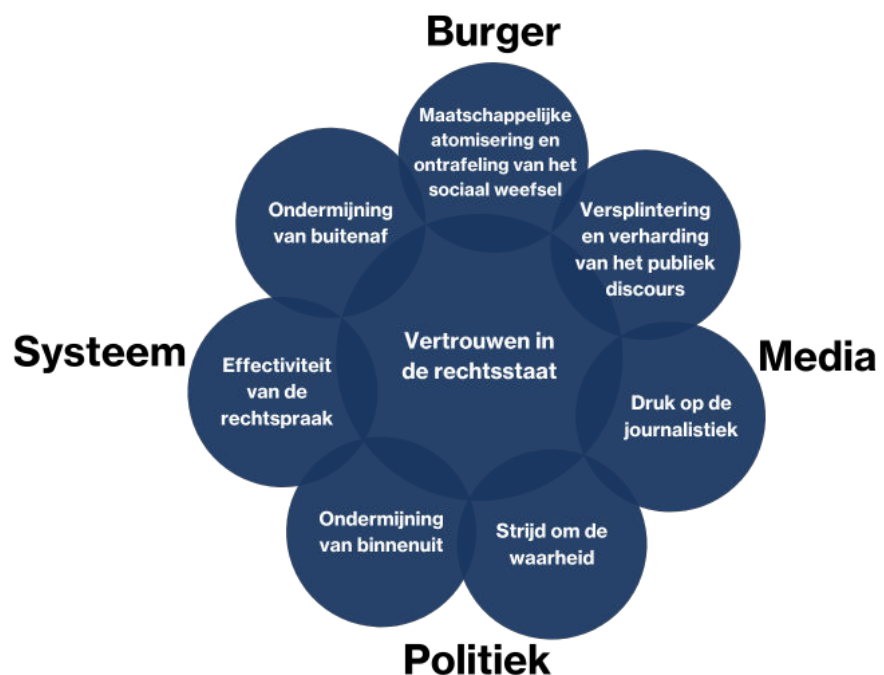 Burger
Maatschappelijke
atomisering en
ontrafeling van het
sociaal weefsel
Versplintering
en verharding
van het publiek
discours
Media
Druk op de
journalistiek
Strijd om de
waarheid
Politiek
Ondermijning
van binnenuit
Effectiviteit
van de
rechtspraak
Systeem
Ondermijning
van buitenaf
Vertrouwen in
de rechtsstaat